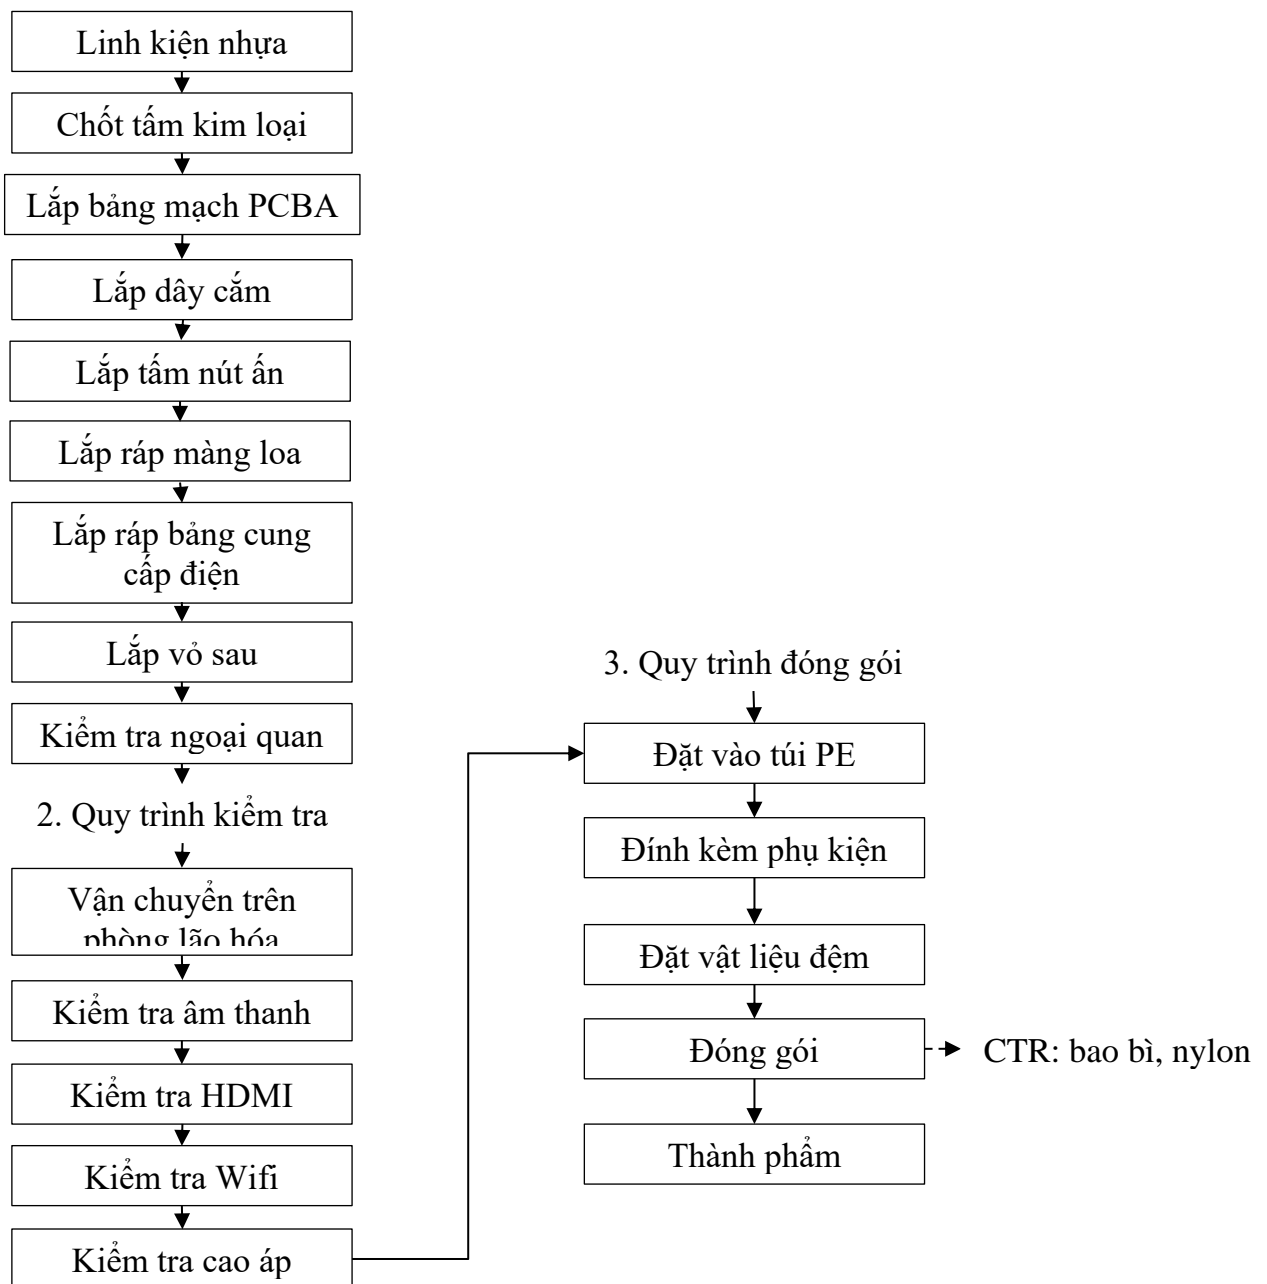 Linh kiện nhựa
Chốt tấm kim loại
Lắp bảng mạch PCBA
Lắp dây cắm
Lắp tấm nút ấn
Lắp ráp màng loa
Lắp ráp bảng cung
cấp điện
Lắp vỏ sau
Kiểm tra ngoại quan
2. Quy trình kiểm tra
Vận chuyển trên
phòng lão hóa
Kiểm tra âm thanh
Kiểm tra HDMI
Kiểm tra Wifi
Kiểm tra cao áp
3. Quy trình đóng gói
Đặt vào túi PE
Đính kèm phụ kiện
Đặt vật liệu đệm
Đóng gói
CTR: bao bì, nylon
Thành phẩm